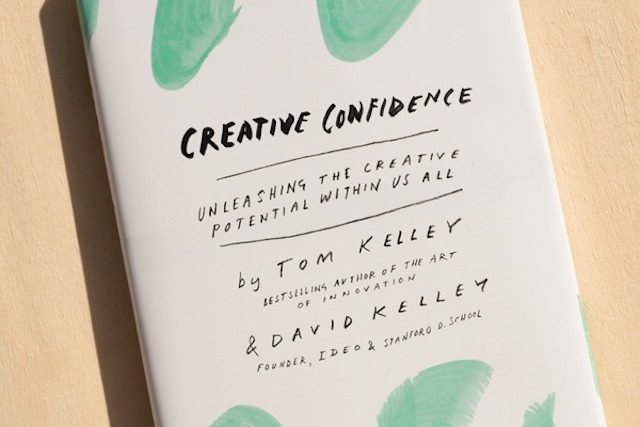 CREATIVE CONFIDENCE
UNLEASHING THE CREATIVE
POTENTIAL WITHIN US ALL
by TOM KELLEY
BESTSELLING AUTHOR OF THE ART
OF INNOVATION
& DAVID KELLEY
FOUNDER, IDEO & STANFORD D. SCHOOL